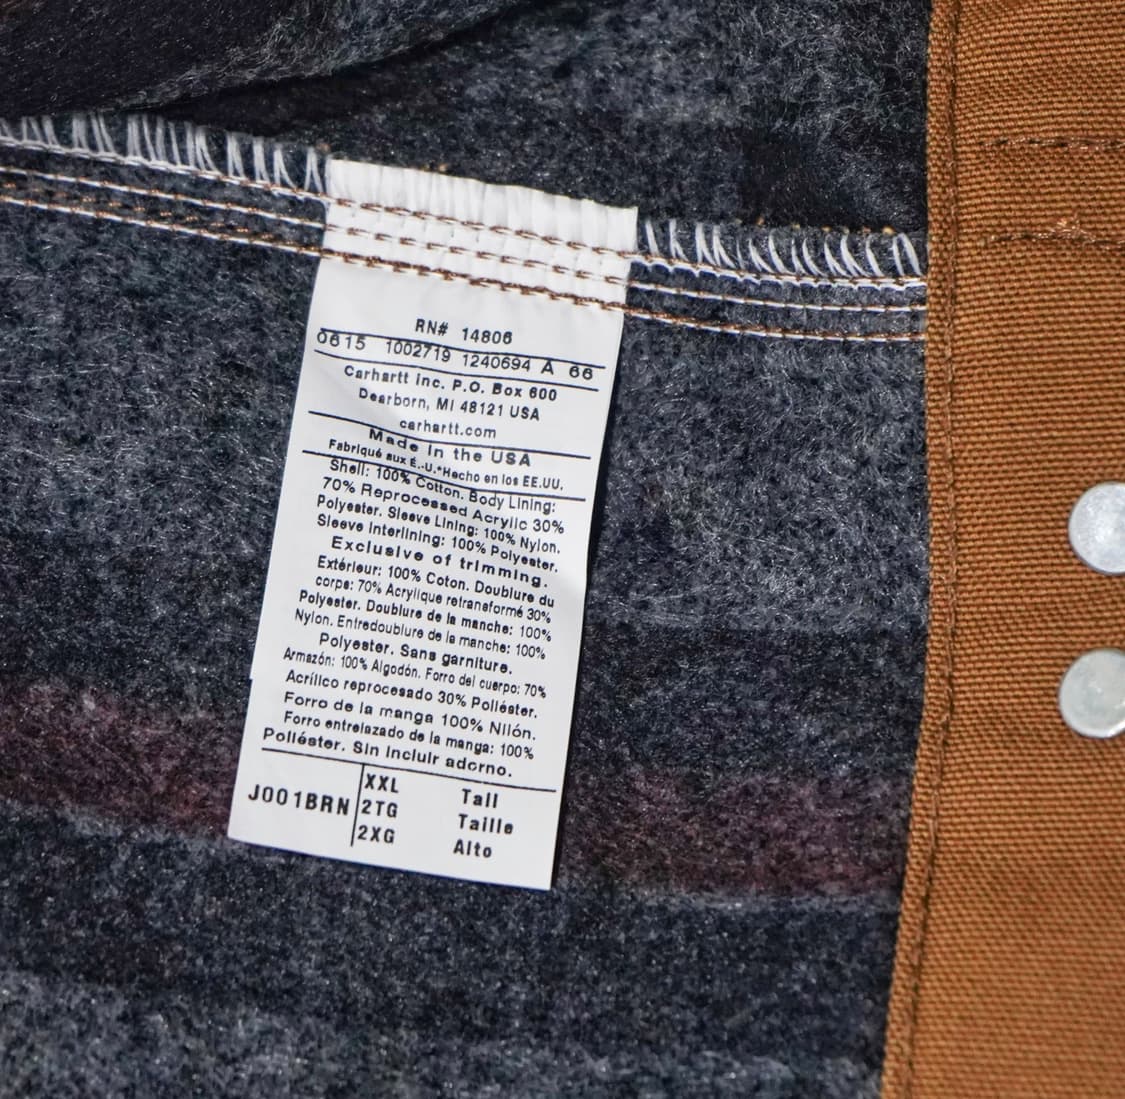 RN# 14806
0615 1002719 1240694 A 66
Carhartt Inc. P.O. Box 600
Dearborn, MI 48121 USA
carhartt.com
Made in the USA
Fabriqué aux É.-U.*Hecho en los EE.UU.
Shell: 100% Cotton. Body Lining:
70% Reprocessed Acrylic 30%
Polyester. Sleeve Lining: 100% Nylon.
Sleeve Interlining: 100% Polyester.
Exclusive of trimming.
Extérieur: 100% Coton. Doublure du
corps: 70% Acrylique retransformé 30%
Polyester. Doublure de la manche: 100%
Nylon. Entredoublure de la manche: 100%
Polyester. Sans garniture.
Armazón: 100% Algodón. Forro del cuerpo: 70%
Acrílico reprocesado 30% Poliéster.
Forro de la manga 100% Nilón.
Forro entrelazado de la manga: 100%
Poliéster. Sin incluir adorno.
J001BRN XXL Tall
2TG Taille
2XG Alto